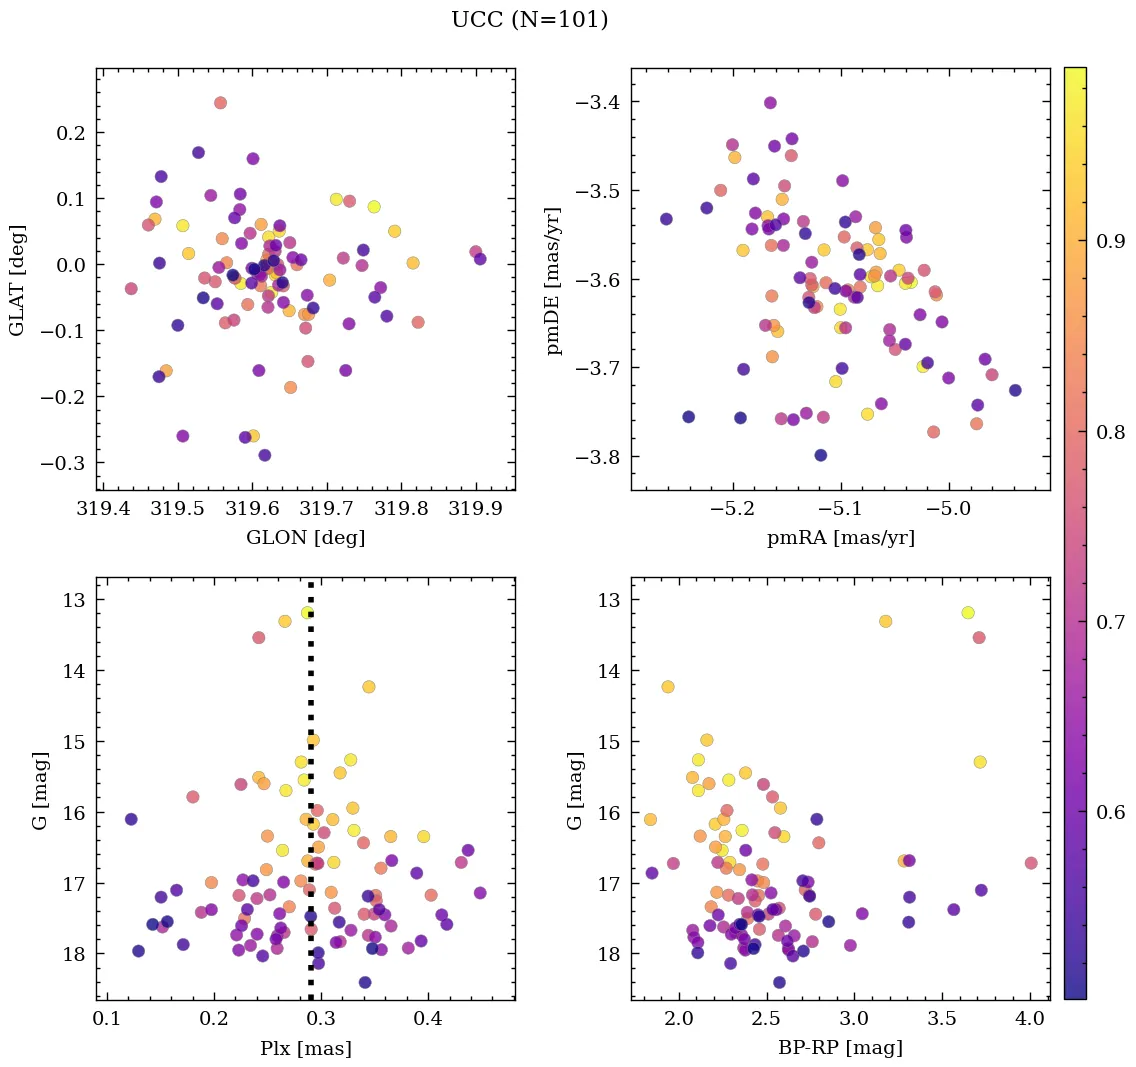 UCC (N=101)
0.2
0.1
0.0
−0.1
−0.2
−0.3
GLAT [deg]
319.4 319.5 319.6 319.7 319.8 319.9
GLON [deg]
−3.4
−3.5
−3.6
−3.7
−3.8
pmDE [mas/yr]
−5.2 −5.1 −5.0
pmRA [mas/yr]
13
14
15
16
17
18
G [mag]
0.1 0.2 0.3 0.4
Plx [mas]
13
14
15
16
17
18
G [mag]
2.0 2.5 3.0 3.5 4.0
BP-RP [mag]
0.9
0.8
0.7
0.6